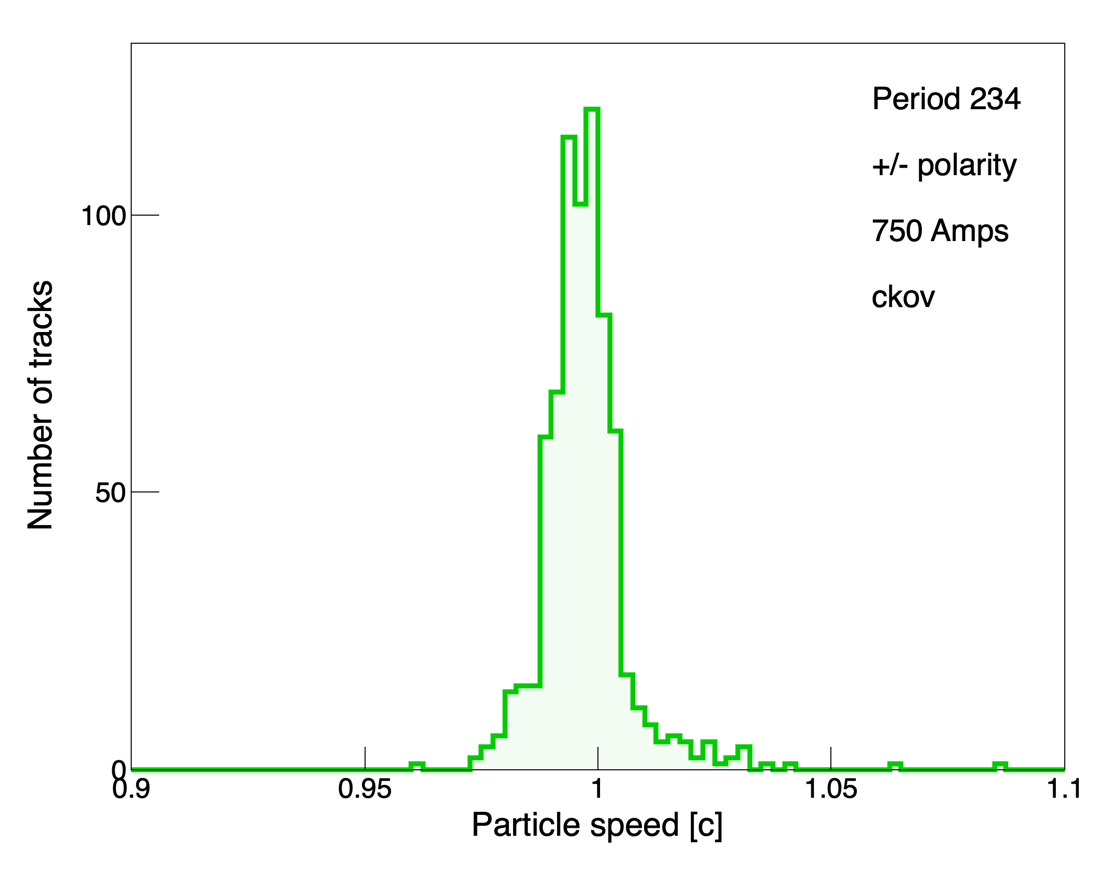 Period 234
+/- polarity
750 Amps
ckov
100
50
0
0.9 0.95 1 1.05 1.1
Particle speed [c]
Number of tracks